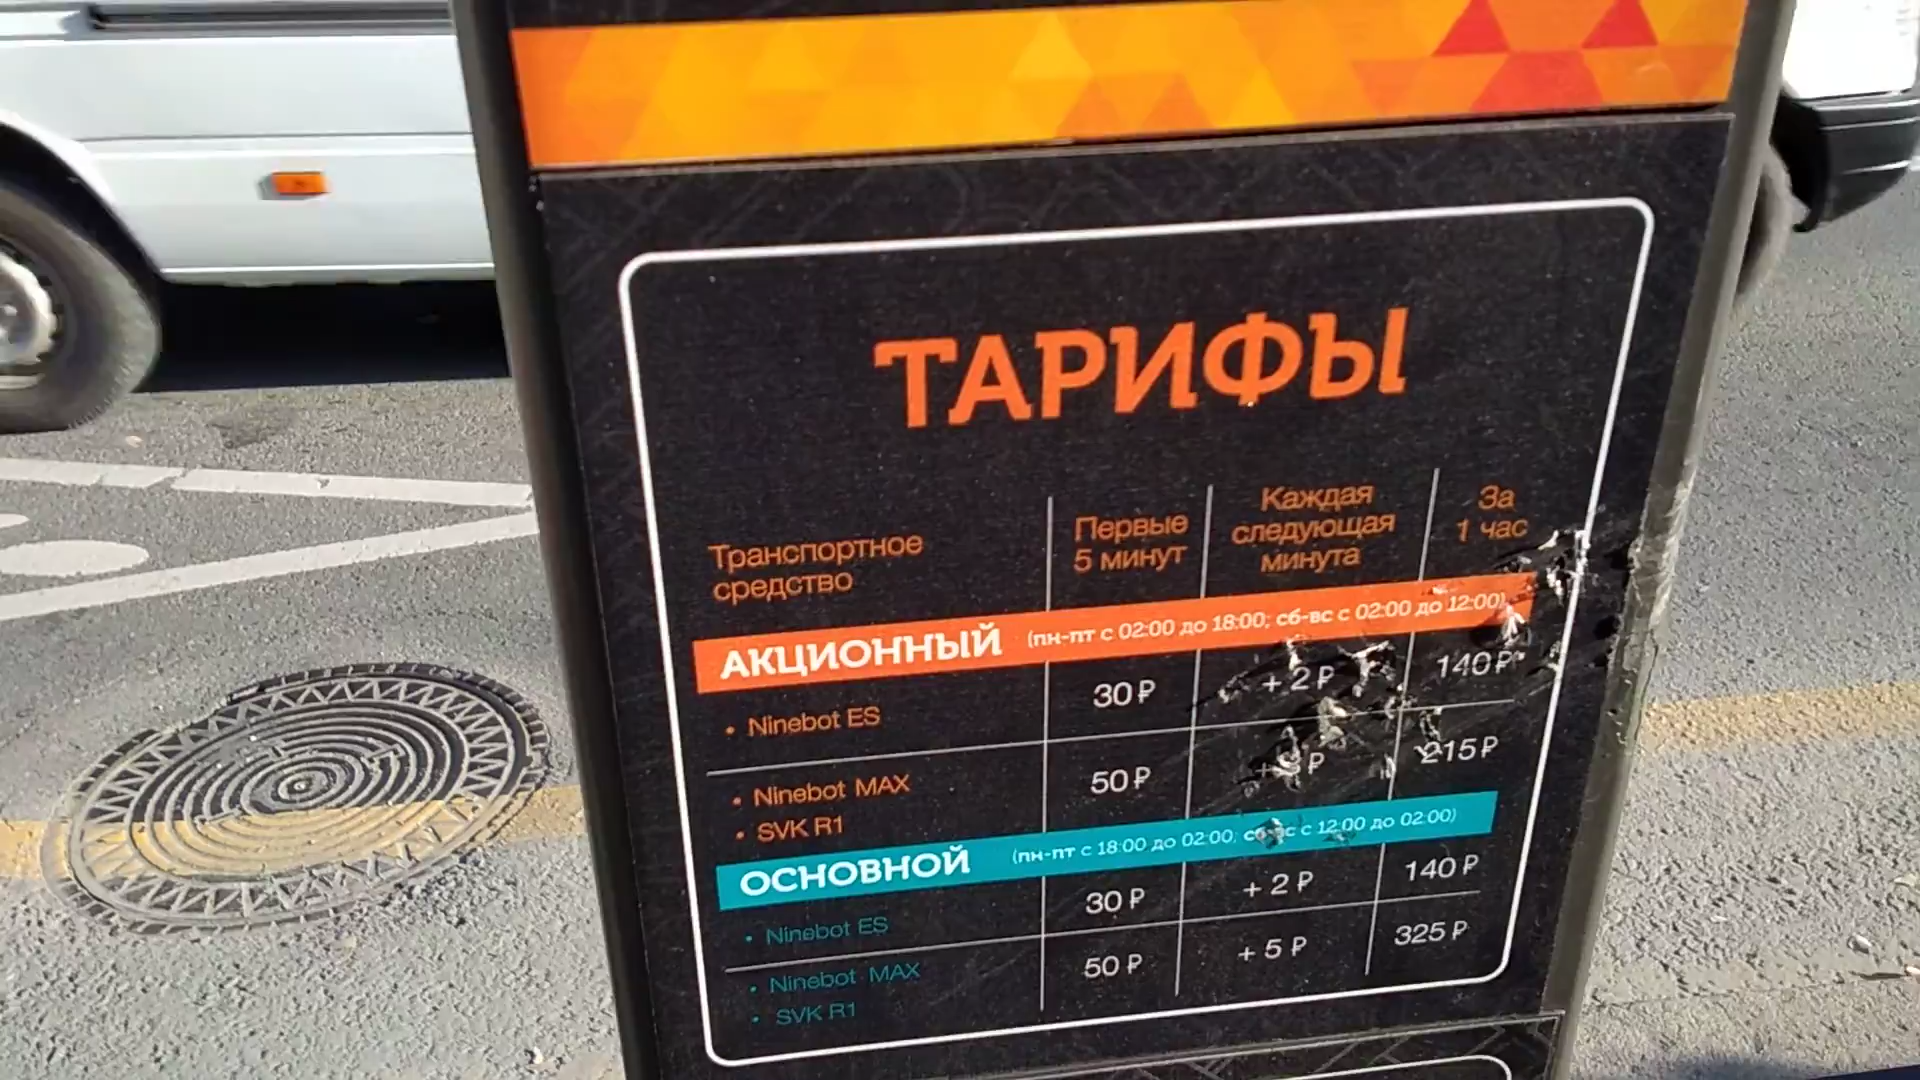 ТАРИФЫ
Транспортное средство
Первые 5 минут
Каждая следующая минута
За 1 час
АКЦИОННЫЙ (пн-пт с 02:00 до 18:00; сб-вс с 02:00 до 12:00)
• Ninebot ES 30 ₽ + 2 ₽ 140 ₽
• Ninebot MAX 50 ₽ + ₽ 215 ₽
• SVK R1
ОСНОВНОЙ (пн-пт с 18:00 до 02:00; сб-вс с 12:00 до 02:00)
• Ninebot ES 30 ₽ + 2 ₽ 140 ₽
• Ninebot MAX 50 ₽ + 5 ₽ 325 ₽
• SVK R1